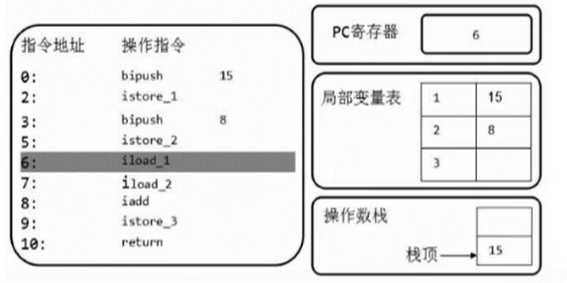 指令地址 操作指令
0: bipush 15
2: istore_1
3: bipush 8
5: istore_2
6: iload_1
7: iload_2
8: iadd
9: istore_3
10: return
PC寄存器 6
局部变量表 1 15
2 8
3
操作数栈
栈顶 15